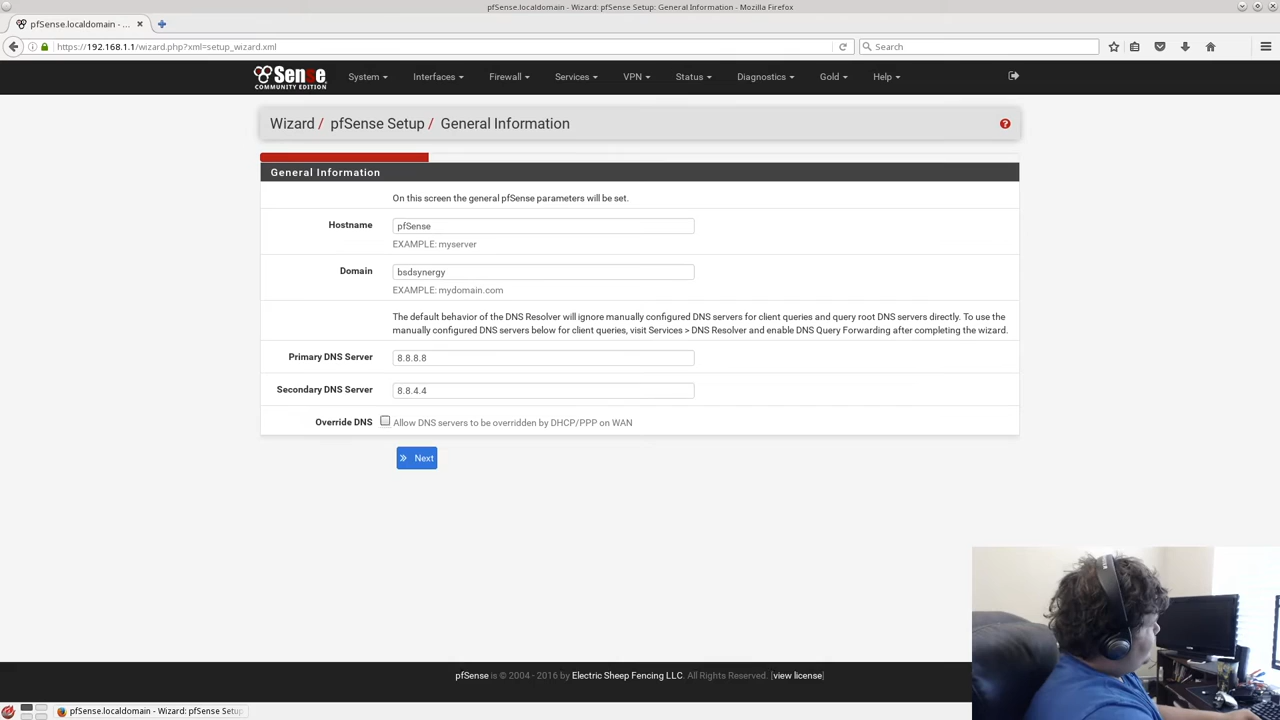 pfSense.localdomain - Wizard: pfSense Setup: General Information - Mozilla Firefox
pfSense.localdomain - ...
https://192.168.1.1/wizard.php?xml=setup_wizard.xml
Search
Sense
COMMUNITY EDITION
System
Interfaces
Firewall
Services
VPN
Status
Diagnostics
Gold
Help
Wizard / pfSense Setup / General Information
General Information
On this screen the general pfSense parameters will be set.
Hostname
pfSense
EXAMPLE: myserver
Domain
bsdsynergy
EXAMPLE: mydomain.com
The default behavior of the DNS Resolver will ignore manually configured DNS servers for client queries and query root DNS servers directly. To use the
manually configured DNS servers below for client queries, visit Services > DNS Resolver and enable DNS Query Forwarding after completing the wizard.
Primary DNS Server
8.8.8.8
Secondary DNS Server
8.8.4.4
Override DNS
Allow DNS servers to be overridden by DHCP/PPP on WAN
Next
pfSense is © 2004 - 2016 by Electric Sheep Fencing LLC. All Rights Reserved. [view license]
pfSense.localdomain - Wizard: pfSense Setup